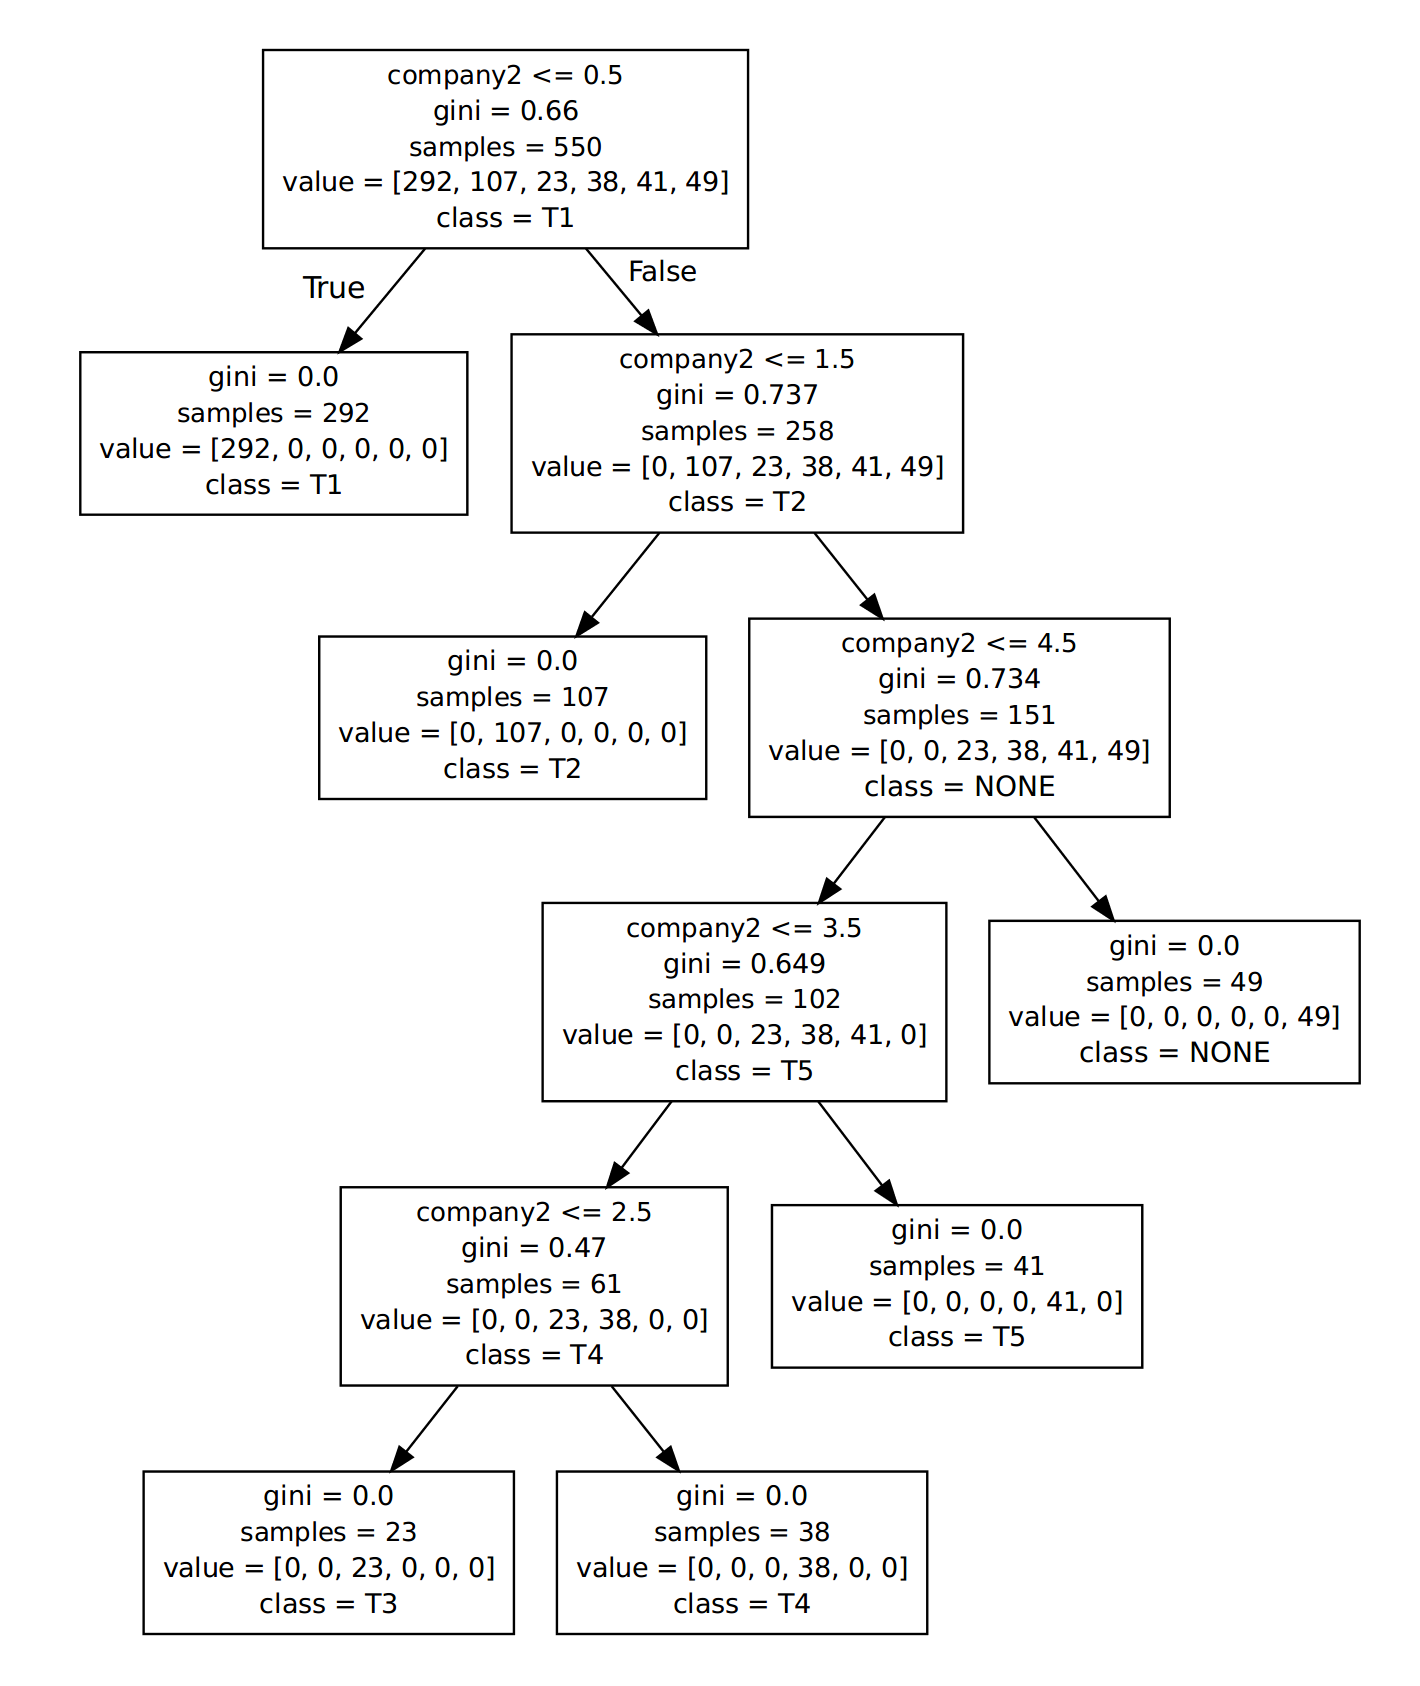 company2 <= 0.5
gini = 0.66
samples = 550
value = [292, 107, 23, 38, 41, 49]
class = T1
True
False
gini = 0.0
samples = 292
value = [292, 0, 0, 0, 0, 0]
class = T1
company2 <= 1.5
gini = 0.737
samples = 258
value = [0, 107, 23, 38, 41, 49]
class = T2
gini = 0.0
samples = 107
value = [0, 107, 0, 0, 0, 0]
class = T2
company2 <= 4.5
gini = 0.734
samples = 151
value = [0, 0, 23, 38, 41, 49]
class = NONE
company2 <= 3.5
gini = 0.649
samples = 102
value = [0, 0, 23, 38, 41, 0]
class = T5
gini = 0.0
samples = 49
value = [0, 0, 0, 0, 0, 49]
class = NONE
company2 <= 2.5
gini = 0.47
samples = 61
value = [0, 0, 23, 38, 0, 0]
class = T4
gini = 0.0
samples = 41
value = [0, 0, 0, 0, 41, 0]
class = T5
gini = 0.0
samples = 23
value = [0, 0, 23, 0, 0, 0]
class = T3
gini = 0.0
samples = 38
value = [0, 0, 0, 38, 0, 0]
class = T4